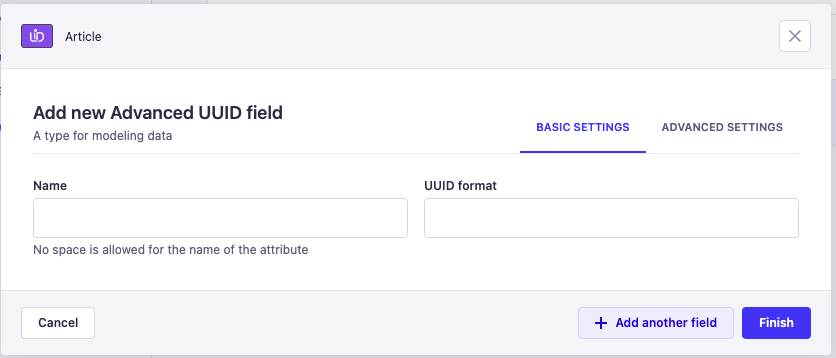 Article
Add new Advanced UUID field
A type for modeling data
BASIC SETTINGS
ADVANCED SETTINGS
Name
UUID format
No space is allowed for the name of the attribute
Cancel
Add another field
Finish